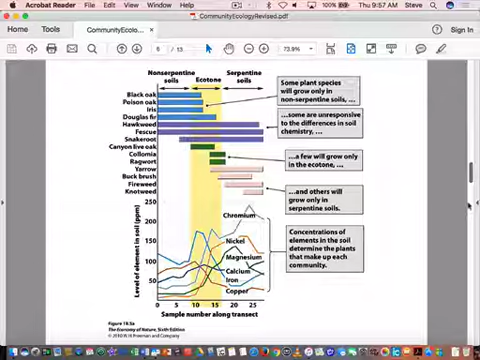 Acrobat Reader File Edit View Window Help
100% Thu 9:57 AM Steve
CommunityEcologyRevised.pdf
Home Tools CommunityEcolo... × Sign In
6 / 13 73.9%
Nonserpentine soils Ecotone Serpentine soils
Black oak
Poison oak
Iris
Douglas fir
Hawkweed
Fescue
Snakeroot
Canyon live oak
Collomia
Ragwort
Yarrow
Buck brush
Fireweed
Knotweed
Some plant species
will grow only in
non-serpentine soils, ...
...some are unresponsive
to the differences in soil
chemistry, ...
...a few will grow only
in the ecotone, ...
...and others will
grow only in
serpentine soils.
Concentrations of
elements in the soil
determine the plants
that make up each
community.
Level of element in soil (ppm)
250
200
150
100
50
Chromium
Nickel
Magnesium
Calcium
Iron
Copper
0 5 10 15 20 25
Sample number along transect
Figure 18.5b
The Economy of Nature, Sixth Edition
© 2010 W.H. Freeman and Company